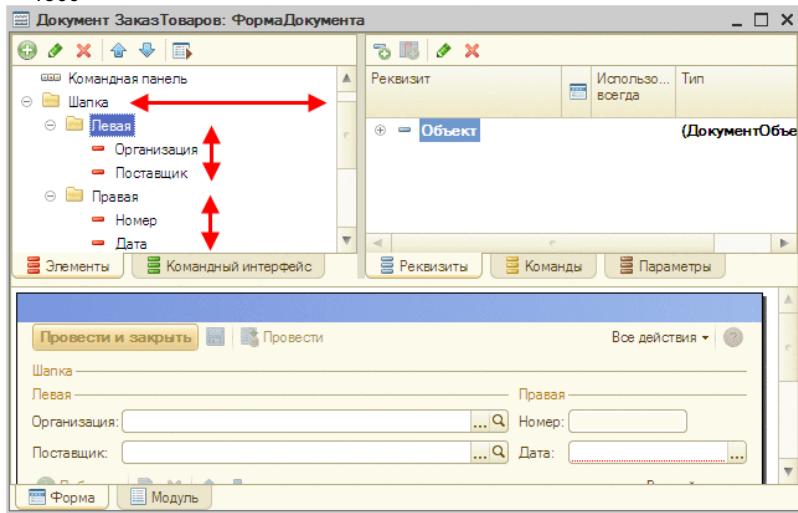 Документ ЗаказТоваров: ФормаДокумента
Командная панель
Шапка
Левая
Организация
Поставщик
Правая
Номер
Дата
Элементы
Командный интерфейс
Реквизит
Использо... всегда
Тип
Объект
(ДокументОбъе
Реквизиты
Команды
Параметры
Провести и закрыть
Провести
Все действия
Шапка
Левая
Правая
Организация:
...
Номер:
Поставщик:
...
Дата:
...
Форма
Модуль